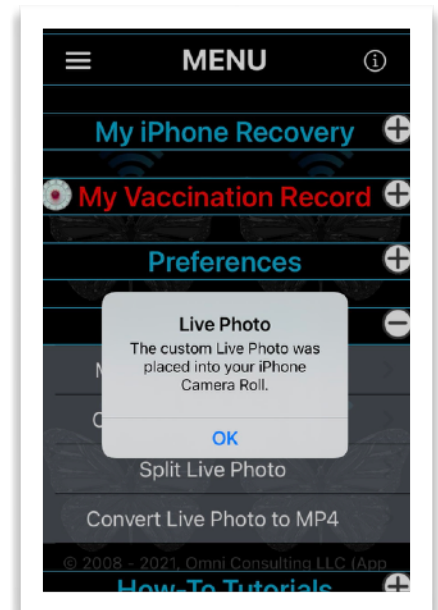 MENU
My iPhone Recovery
My Vaccination Record
Preferences
Live Photo
The custom Live Photo was
placed into your iPhone
Camera Roll.
OK
Split Live Photo
Convert Live Photo to MP4
© 2008 - 2021, Omni Consulting LLC (App
How-To Tutorials